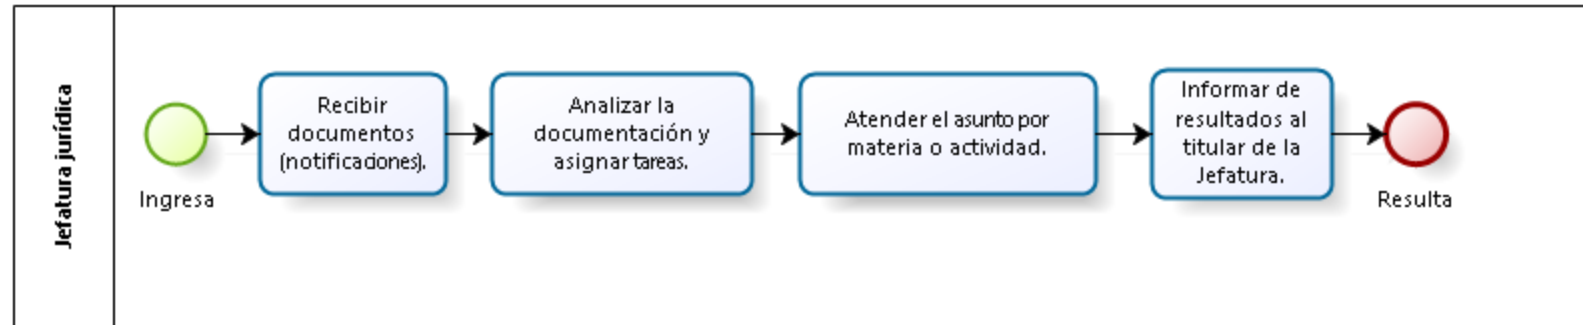 Jefatura jurídica
Ingresa
Recibir
documentos
(notificaciones).
Analizar la
documentación y
asignar tareas.
Atender el asunto por
materia o actividad.
Informar de
resultados al
titular de la
Jefatura.
Resulta